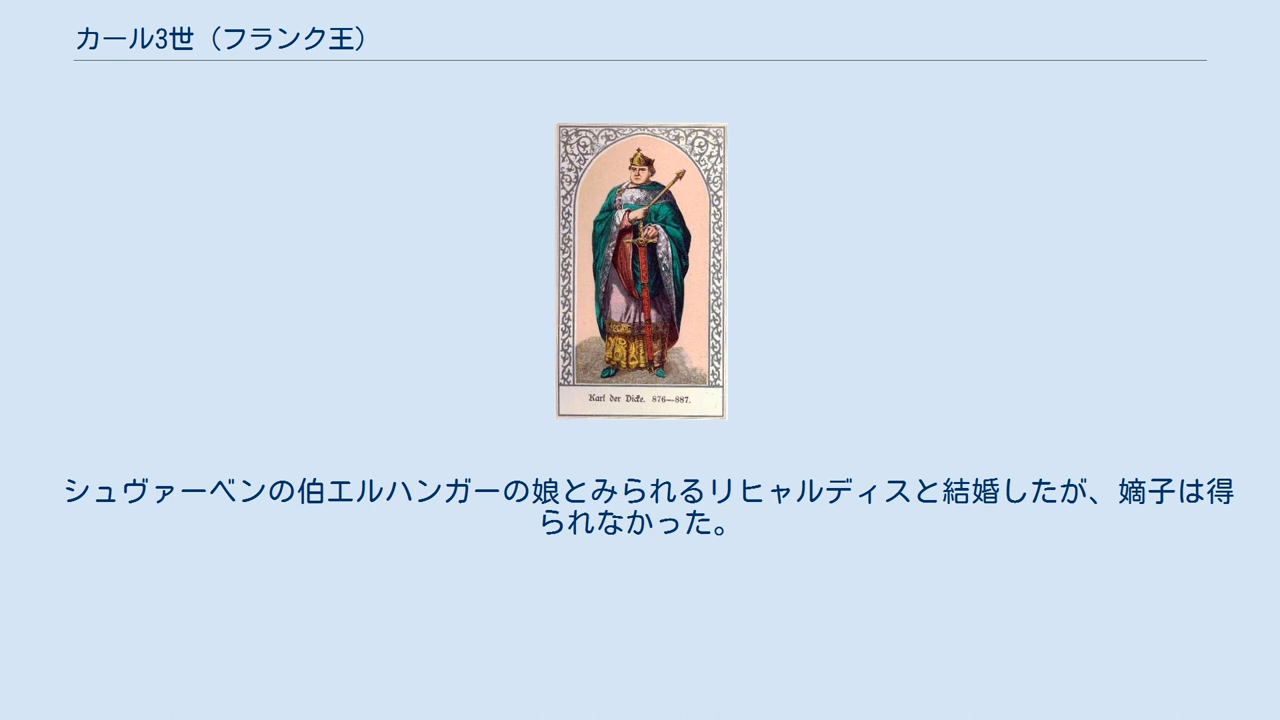 カール3世（フランク王）
Karl der Dicke. 876—887.
シュヴァーベンの伯エルハンガーの娘とみられるリヒャルディスと結婚したが、嫡子は得
られなかった。